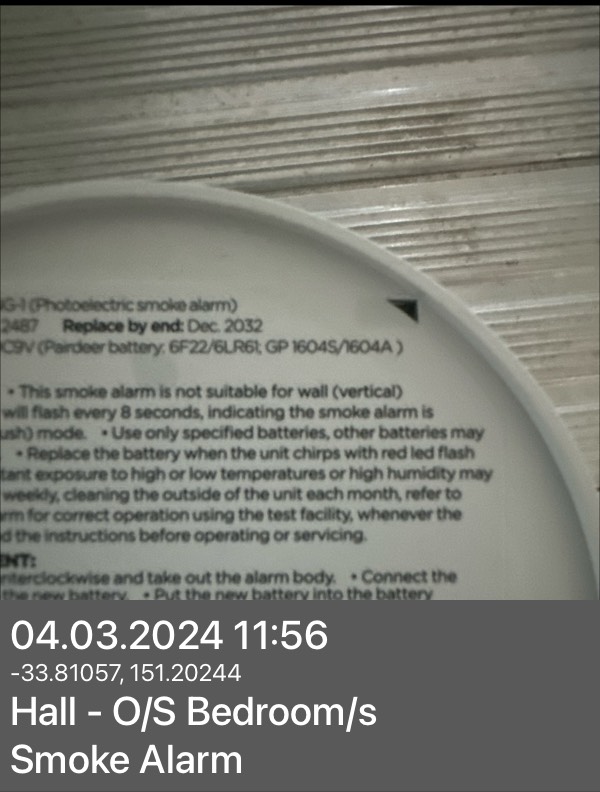 G-1 (Photoelectric smoke alarm)
2487 Replace by end: Dec. 2032
C9V (Pairdeer battery: 6F22/6LR61; GP 1604S/1604A )
• This smoke alarm is not suitable for wall (vertical)
will flash every 8 seconds, indicating the smoke alarm is
ush) mode. • Use only specified batteries, other batteries may
• Replace the battery when the unit chirps with red led flash
tant exposure to high or low temperatures or high humidity may
weekly, cleaning the outside of the unit each month, refer to
rm for correct operation using the test facility, whenever the
d the instructions before operating or servicing.
ENT:
nterclockwise and take out the alarm body. • Connect the
the new battery. • Put the new battery into the battery
04.03.2024 11:56
-33.81057, 151.20244
Hall - O/S Bedroom/s
Smoke Alarm